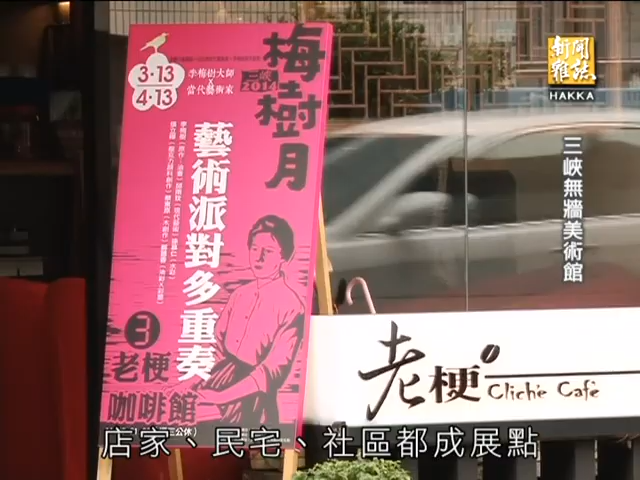 梅樹月
三峽
2014
3·13
4·13
李梅樹大師
&
當代藝術家
藝術派對多重奏
3
老梗
咖啡館
新聞
雜誌
HAKKA
三峽無牆美術館
老梗
Cliché Café
店家、民宅、社區都成展點